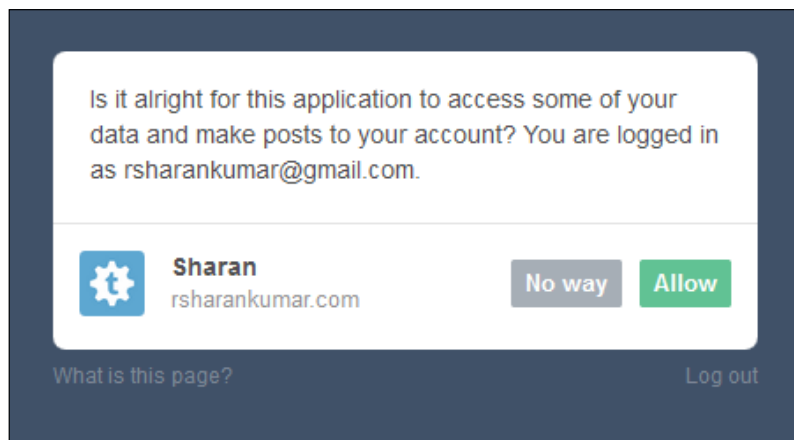 Is it alright for this application to access some of your
data and make posts to your account? You are logged in
as rsharankumar@gmail.com.
t
Sharan
rsharankumar.com
No way
Allow
What is this page?
Log out